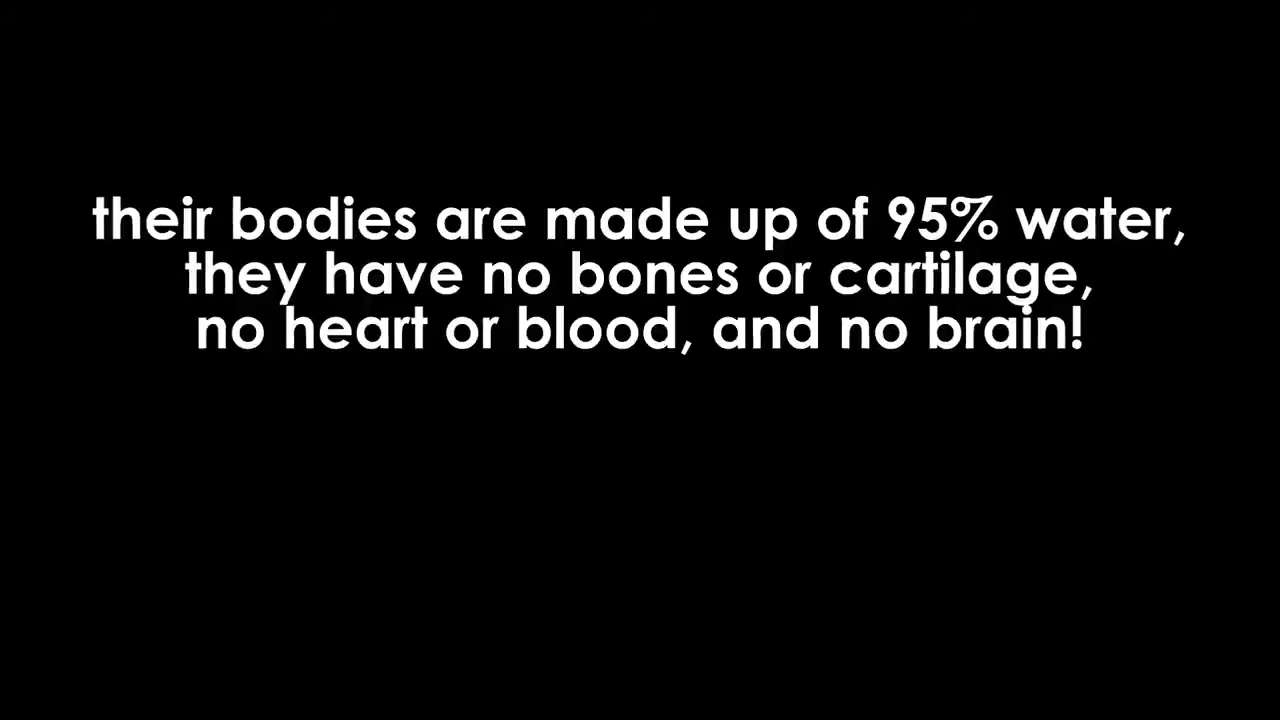 their bodies are made up of 95% water,
they have no bones or cartilage,
no heart or blood, and no brain!